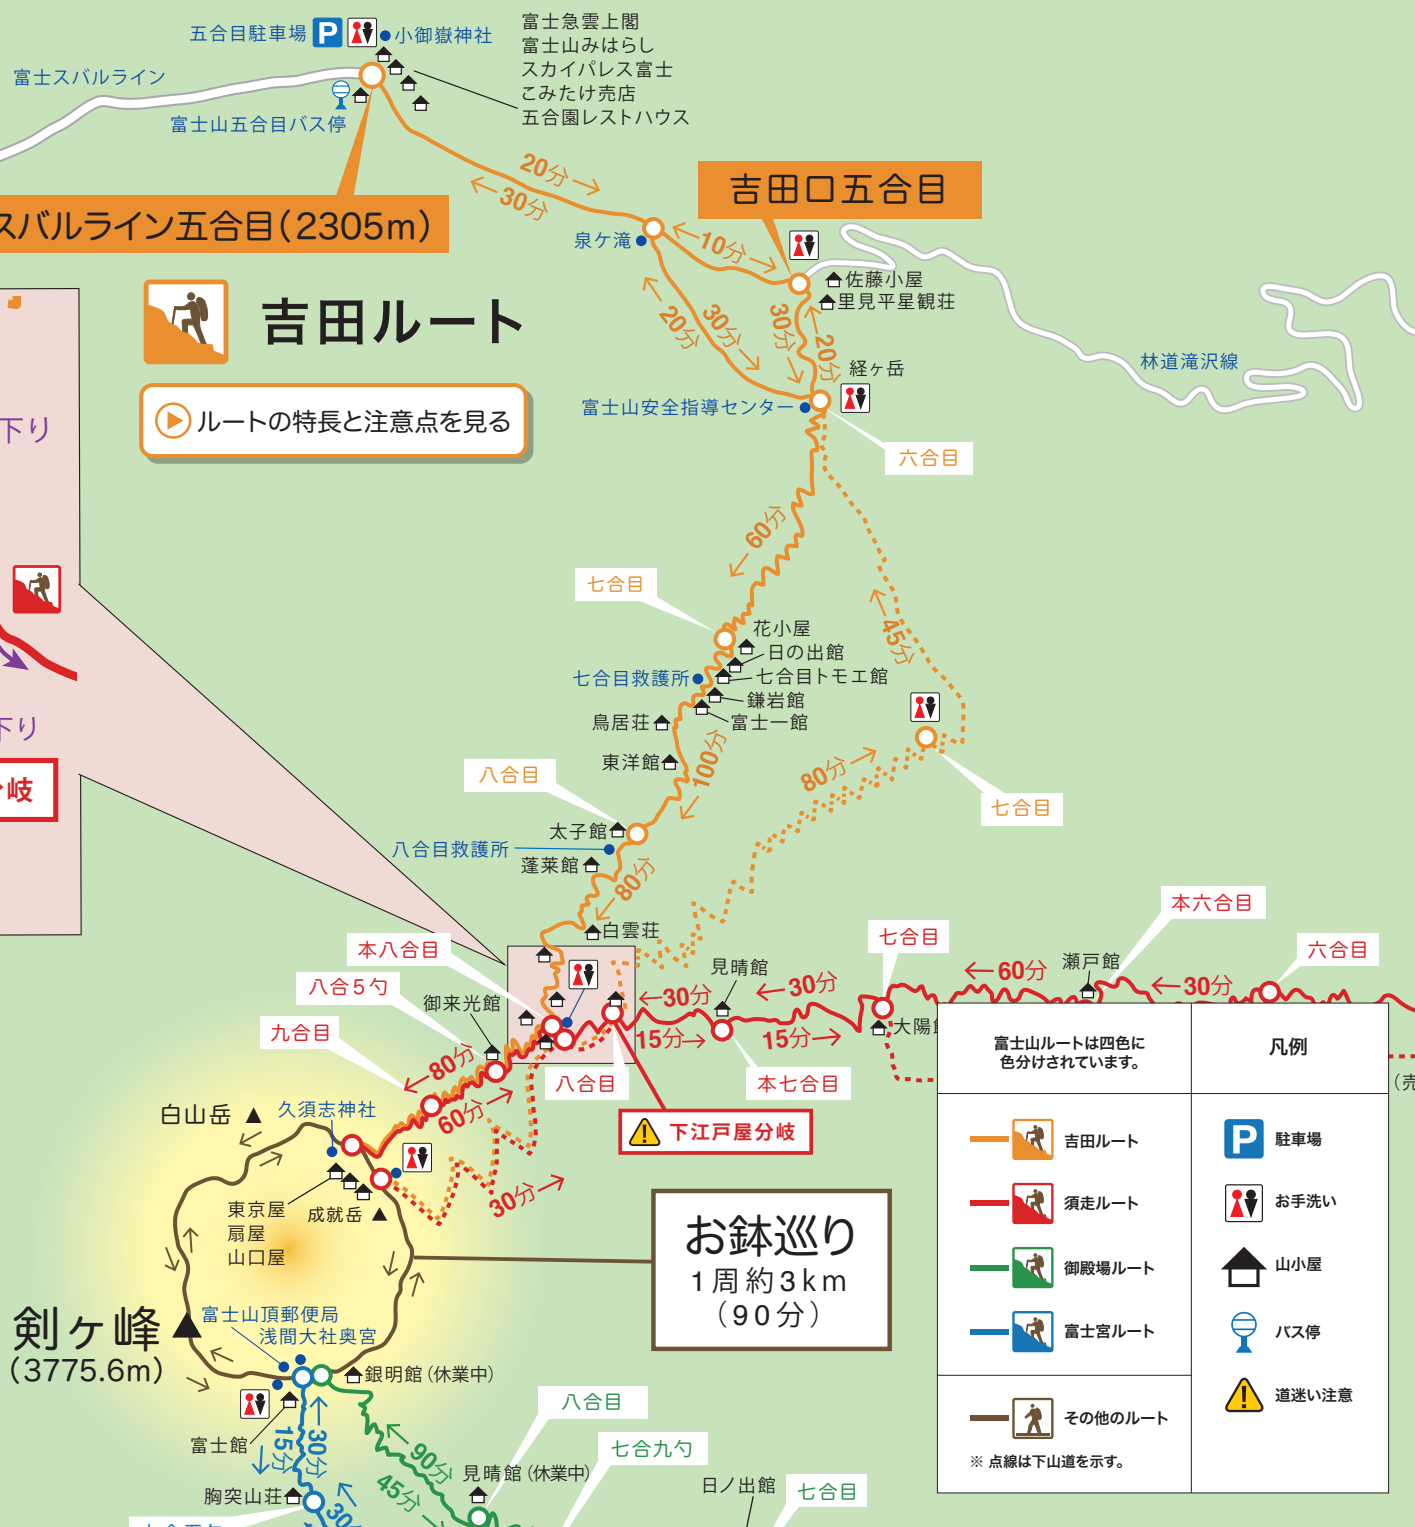 五合目駐車場
P
小御嶽神社
富士急雲上閣
富士山みはらし
スカイパレス富士
こみたけ売店
五合園レストハウス
富士スバルライン
富士山五合目バス停
20分
30分
スバルライン五合目(2305m)
吉田口五合目
泉ケ滝
10分
佐藤小屋
里見平星観荘
吉田ルート
ルートの特長と注意点を見る
20分
30分
30分
20分
経ヶ岳
林道滝沢線
富士山安全指導センター
六合目
下り
60分
七合目
花小屋
日の出館
七合目トモエ館
鎌岩館
富士一館
七合目救護所
鳥居荘
東洋館
45分
下り
岐
100分
80分
七合目
八合目
太子館
八合目救護所
蓬莱館
80分
白雲荘
本八合目
八合5勺
御来光館
九合目
七合目
見晴館
30分
30分
15分
15分
大陽
本六合目
瀬戸館
六合目
60分
30分
八合目
本七合目
下江戸屋分岐
80分
60分
30分
白山岳
久須志神社
東京屋
扇屋
山口屋
成就岳
お鉢巡り
1周約3km
(90分)
剣ヶ峰
(3775.6m)
富士山頂郵便局
浅間大社奥宮
銀明館(休業中)
富士館
15分
30分
胸突山荘
30
90分
45分
見晴館(休業中)
八合目
七合九勺
日ノ出館
七合目
(売
富士山ルートは四色に
色分けされています。
凡例
吉田ルート
須走ルート
御殿場ルート
富士宮ルート
その他のルート
※ 点線は下山道を示す。
P
駐車場
お手洗い
山小屋
バス停
道迷い注意